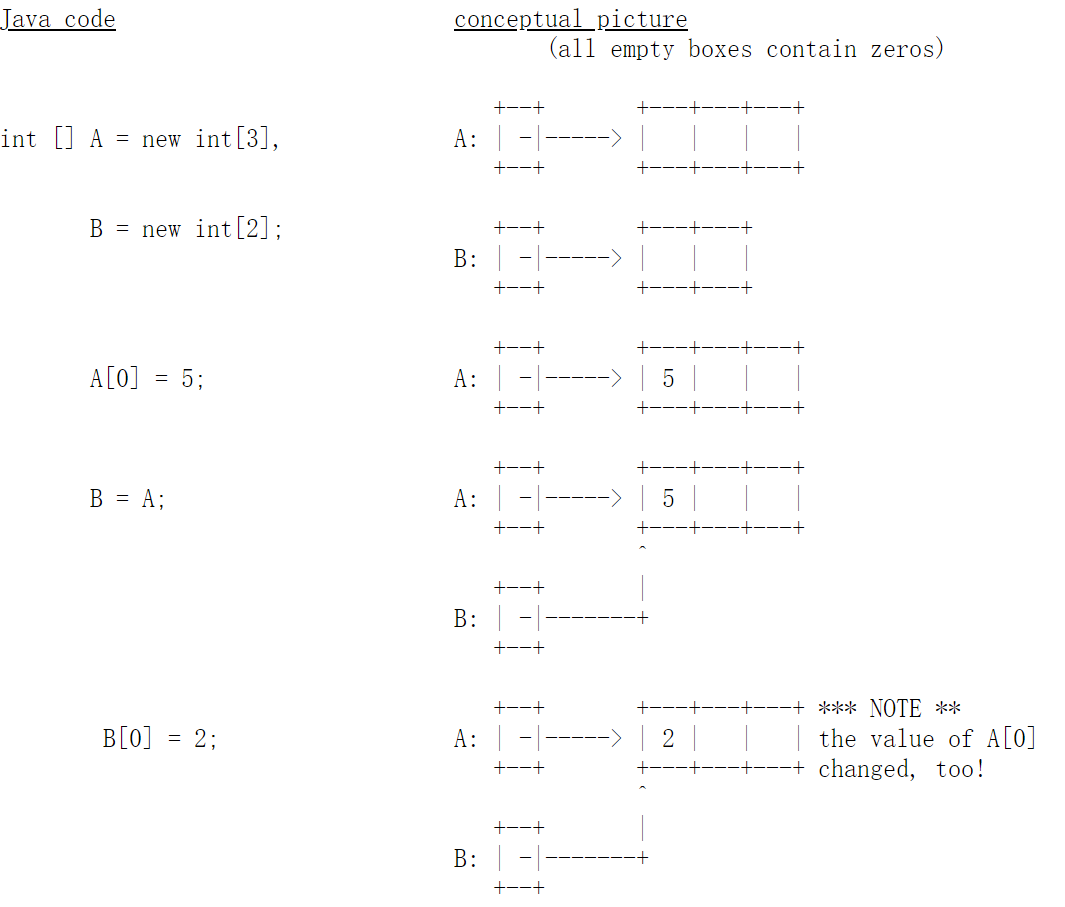 Java code                          conceptual picture
                                          (all empty boxes contain zeros)
                                      +--+       +---+---+---+
int [] A = new int[3],             A: | -|-----> |   |   |   |
                                      +--+       +---+---+---+
       B = new int[2];                +--+       +---+---+
                                   B: | -|-----> |   |   |
                                      +--+       +---+---+
                                      +--+       +---+---+---+
       A[0] = 5;                   A: | -|-----> | 5 |   |   |
                                      +--+       +---+---+---+
                                      +--+       +---+---+---+
       B = A;                      A: | -|-----> | 5 |   |   |
                                      +--+       +---+---+---+
                                                 ^
                                      +--+       |
                                   B: | -|-------+
                                      +--+
                                      +--+       +---+---+---+ *** NOTE **
        B[0] = 2;                  A: | -|-----> | 2 |   |   | the value of A[0]
                                      +--+       +---+---+---+ changed, too!
                                                 ^
                                      +--+       |
                                   B: | -|-------+
                                      +--+